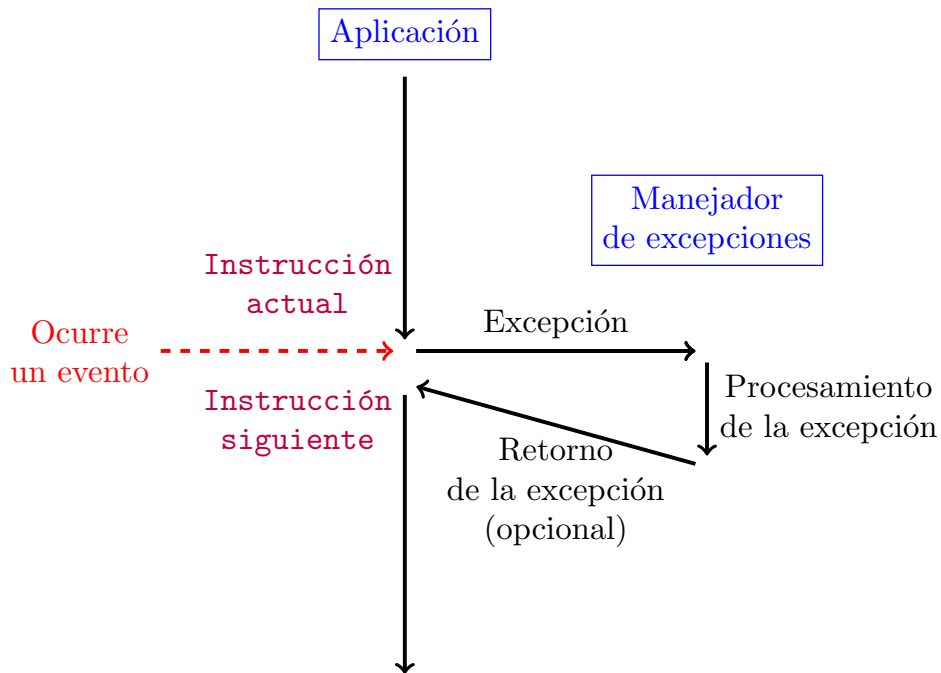 Aplicación
Manejador
de excepciones
Instrucción
actual
Excepción
Ocurre
un evento
Procesamiento
de la excepción
Instrucción
siguiente
Retorno
de la excepción
(opcional)